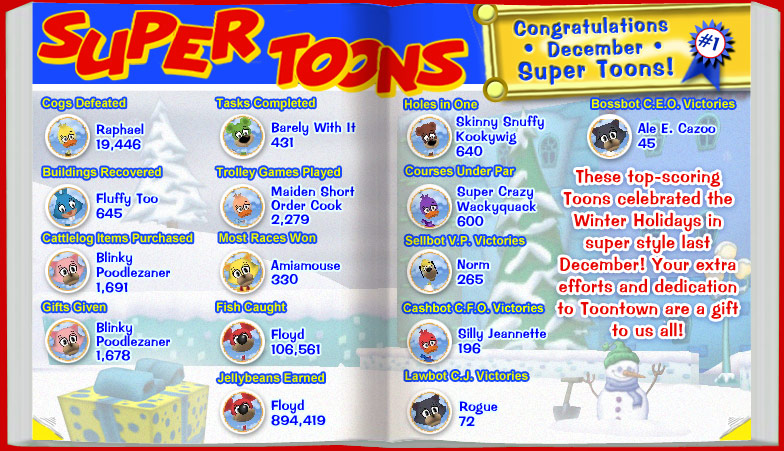 SUPER TOONS
Congratulations
• December •
Super Toons!
#1
Cogs Defeated
Raphael
19,446
Buildings Recovered
Fluffy Too
645
Cattlelog Items Purchased
Blinky
Poodlezaner
1,691
Gifts Given
Blinky
Poodlezaner
1,678
Tasks Completed
Barely With It
431
Trolley Games Played
Maiden Short
Order Cook
2,279
Most Races Won
Amiamouse
330
Fish Caught
Floyd
106,561
Jellybeans Earned
Floyd
894,419
Holes in One
Skinny Snuffy
Kookywig
640
Courses Under Par
Super Crazy
Wackyquack
600
Sellbot V.P. Victories
Norm
265
Cashbot C.F.O. Victories
Silly Jeannette
196
Lawbot C.J. Victories
Rogue
72
Bossbot C.E.O. Victories
Ale E. Cazoo
45
These top-scoring
Toons celebrated the
Winter Holidays in
super style last
December! Your extra
efforts and dedication
to Toontown are a gift
to us all!